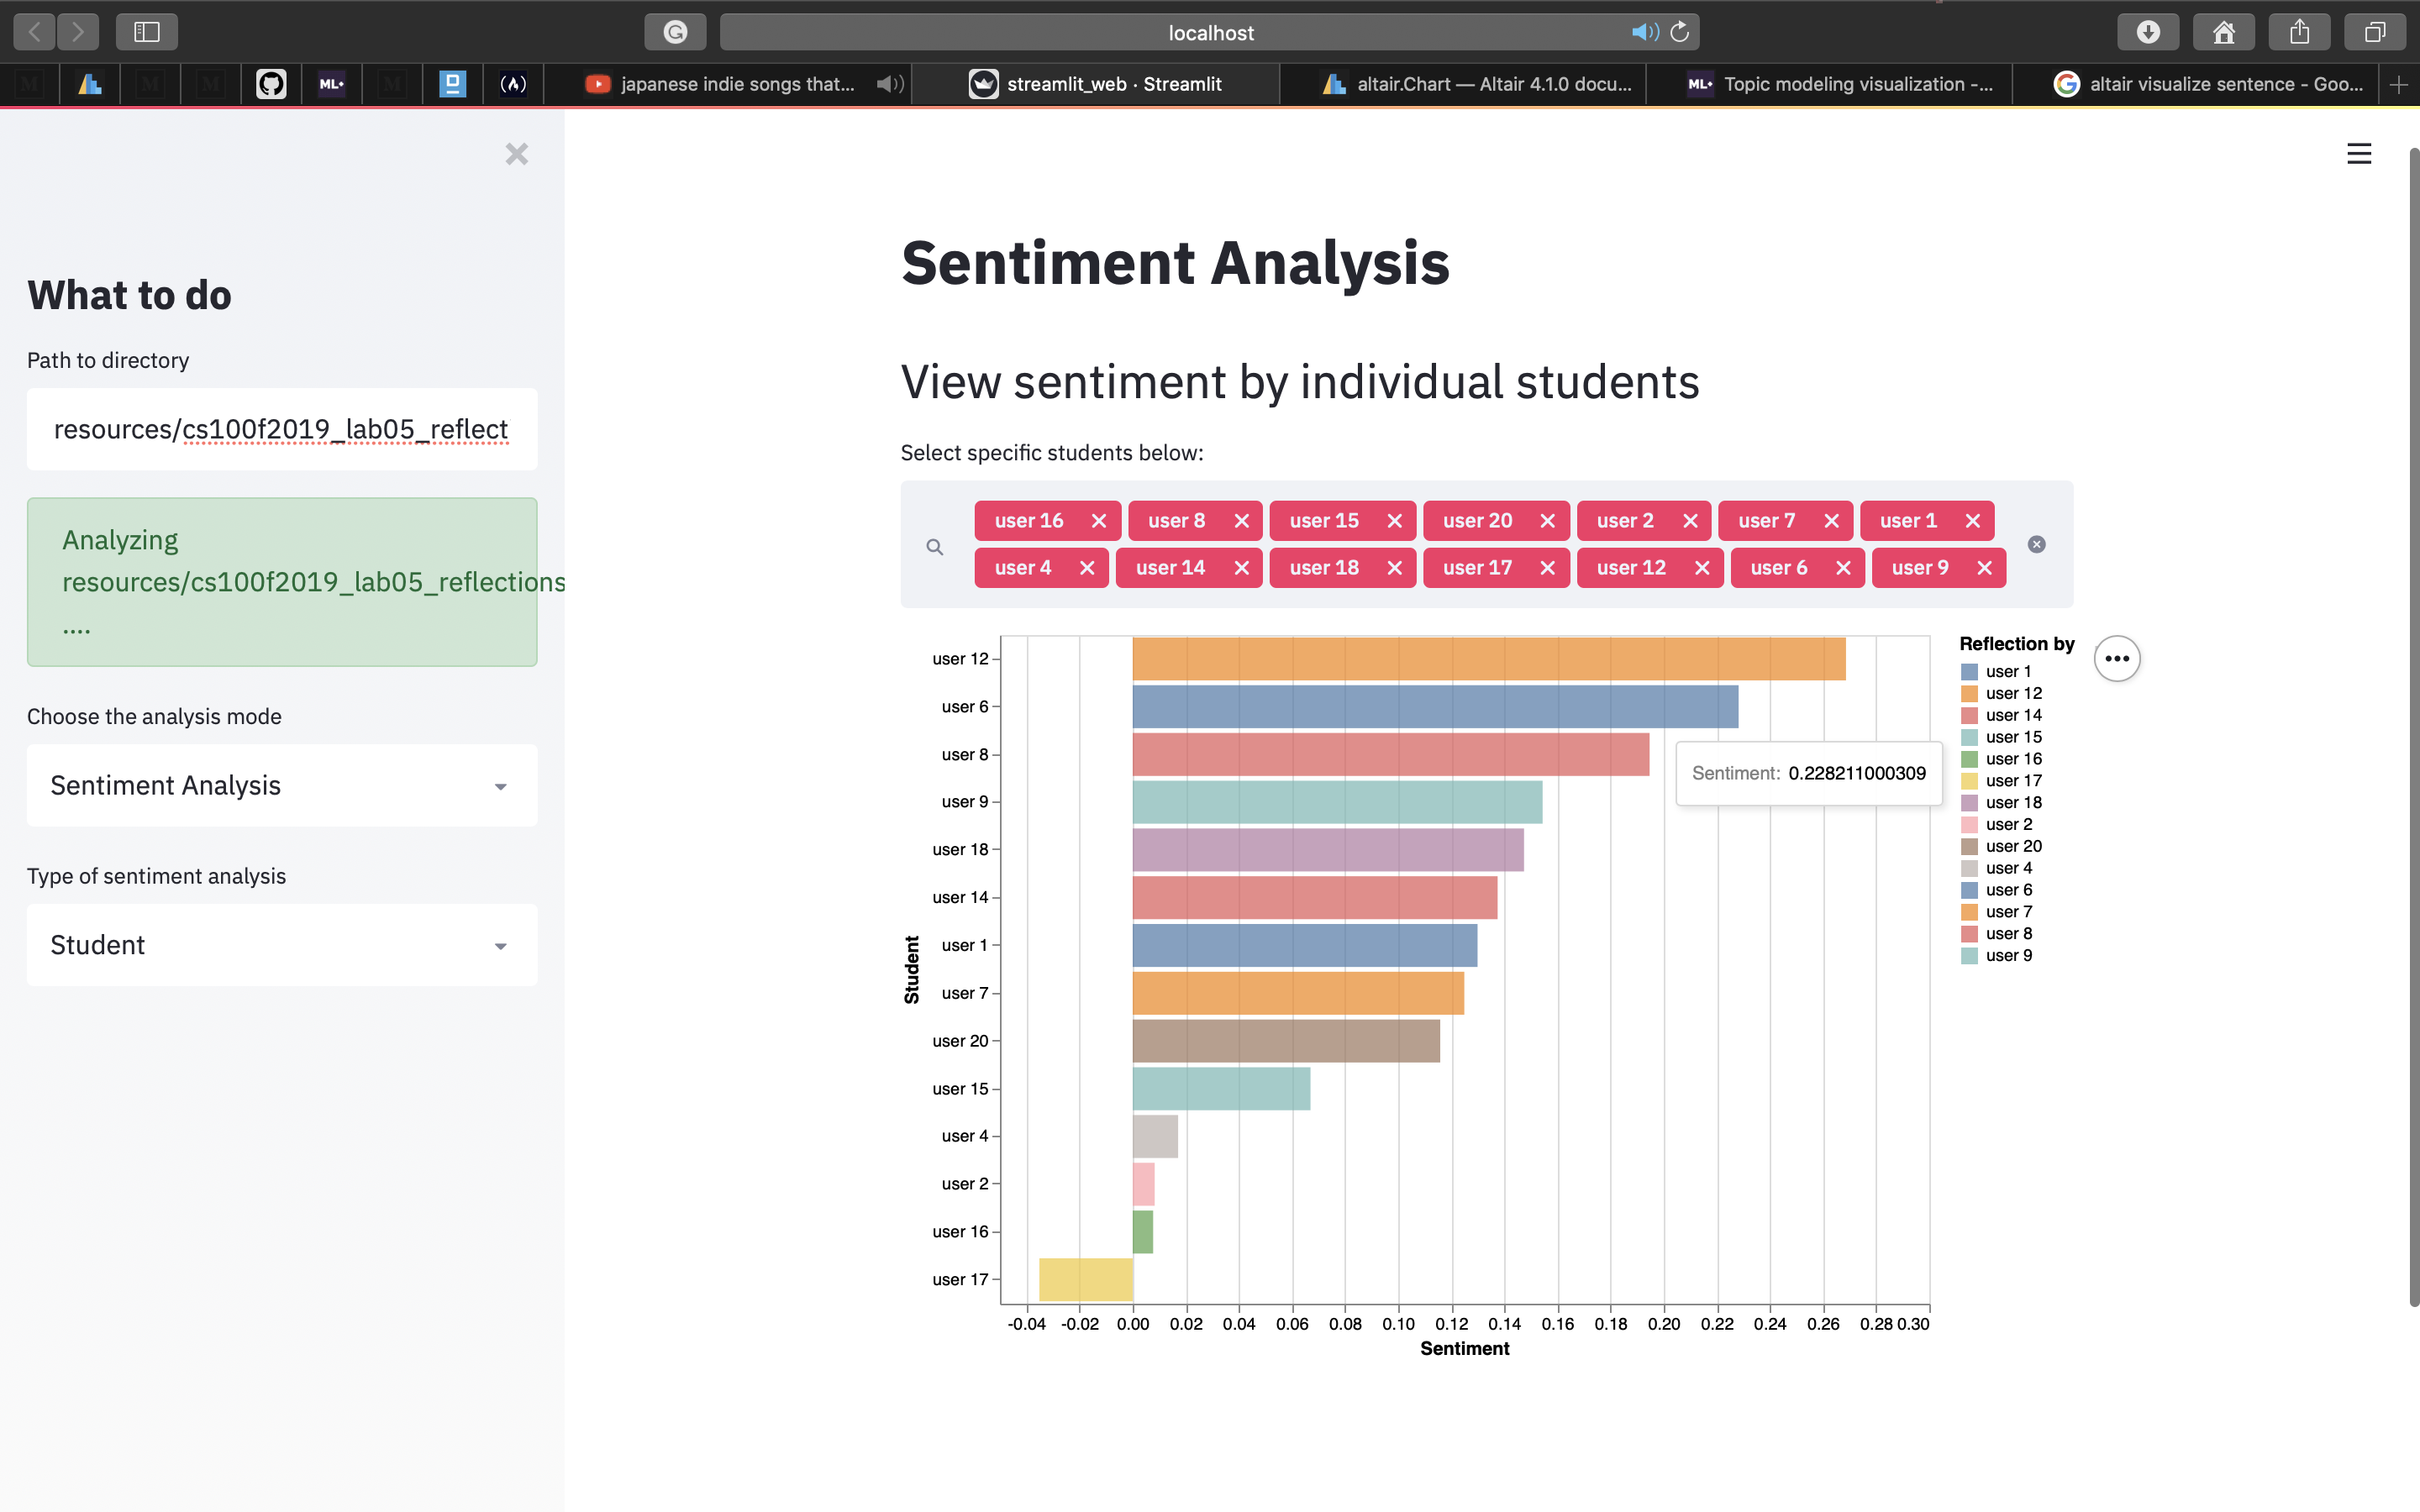 localhost
japanese indie songs that...
streamlit_web · Streamlit
altair.Chart — Altair 4.1.0 docu...
ML• Topic modeling visualization -...
altair visualize sentence - Goo...
M
M
M
ML•
M
(A)
What to do
Path to directory
resources/cs100f2019_lab05_reflect
Analyzing
resources/cs100f2019_lab05_reflections
....
Choose the analysis mode
Sentiment Analysis
Type of sentiment analysis
Student
Sentiment Analysis
View sentiment by individual students
Select specific students below:
user 16 user 8 user 15 user 20 user 2 user 7 user 1
user 4 user 14 user 18 user 17 user 12 user 6 user 9
Student
user 12
user 6
user 8
user 9
user 18
user 14
user 1
user 7
user 20
user 15
user 4
user 2
user 16
user 17
-0.04 -0.02 0.00 0.02 0.04 0.06 0.08 0.10 0.12 0.14 0.16 0.18 0.20 0.22 0.24 0.26 0.28 0.30
Sentiment
Sentiment: 0.228211000309
Reflection by
user 1
user 12
user 14
user 15
user 16
user 17
user 18
user 2
user 20
user 4
user 6
user 7
user 8
user 9